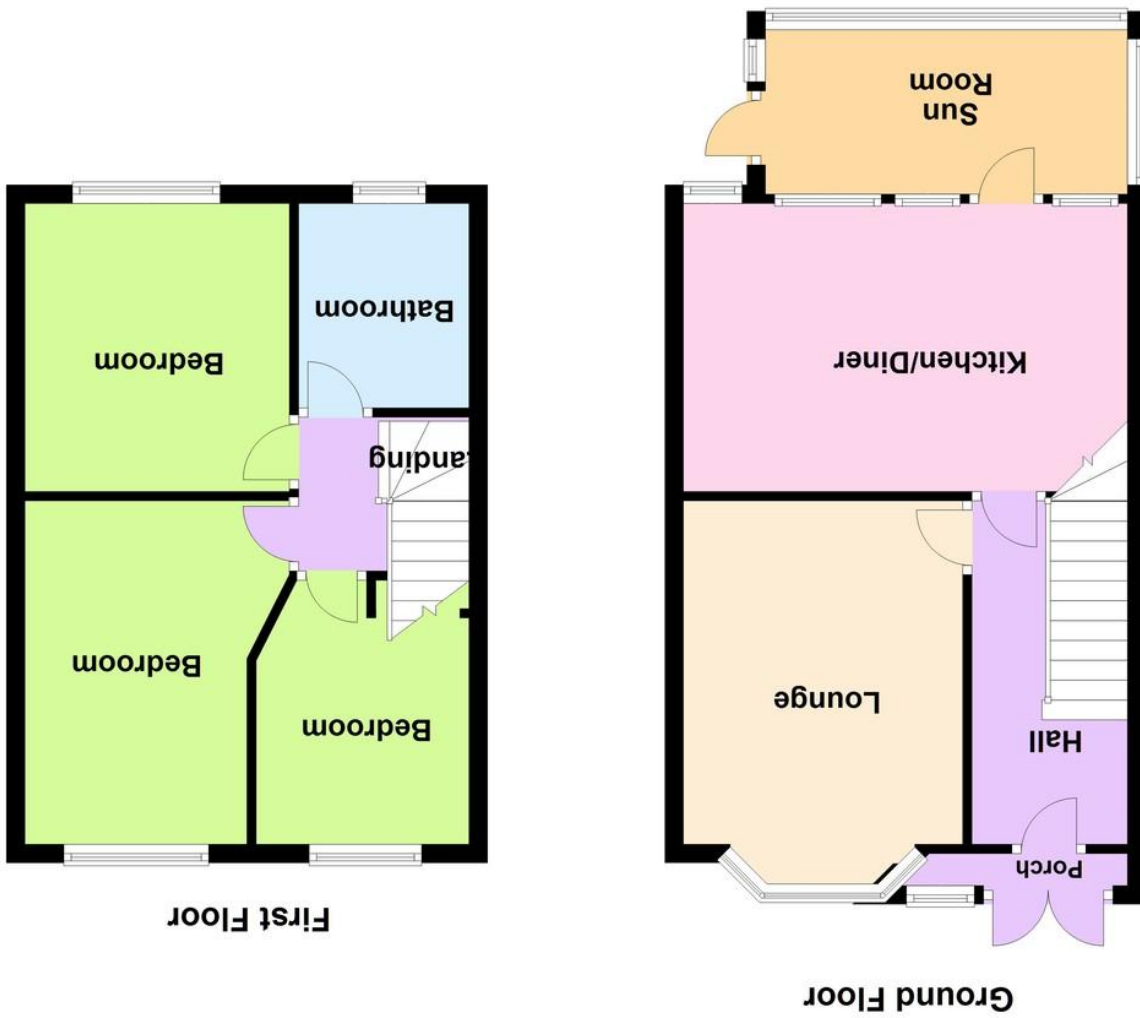 Ground Floor
Porch
Hall
Lounge
Kitchen/Diner
Sun
Room
First Floor
Bedroom
Bedroom
anding
Bedroom
Bathroom